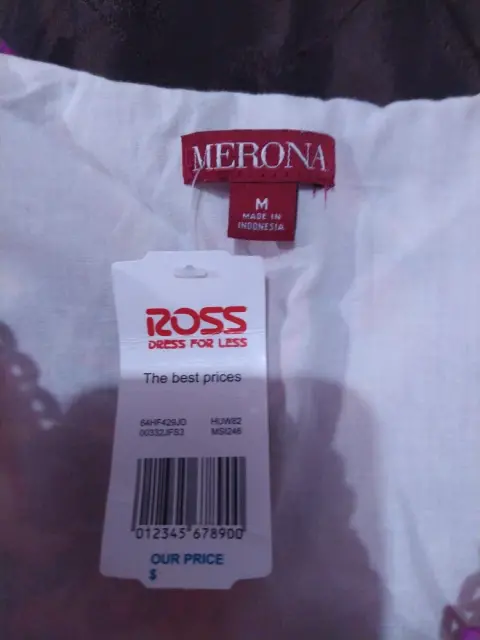 MERONA
M
MADE IN
INDONESIA
ROSS
DRESS FOR LESS
The best prices
64HF429JD HUW82
00332JFS3 MSI246
012345 678900
OUR PRICE
$